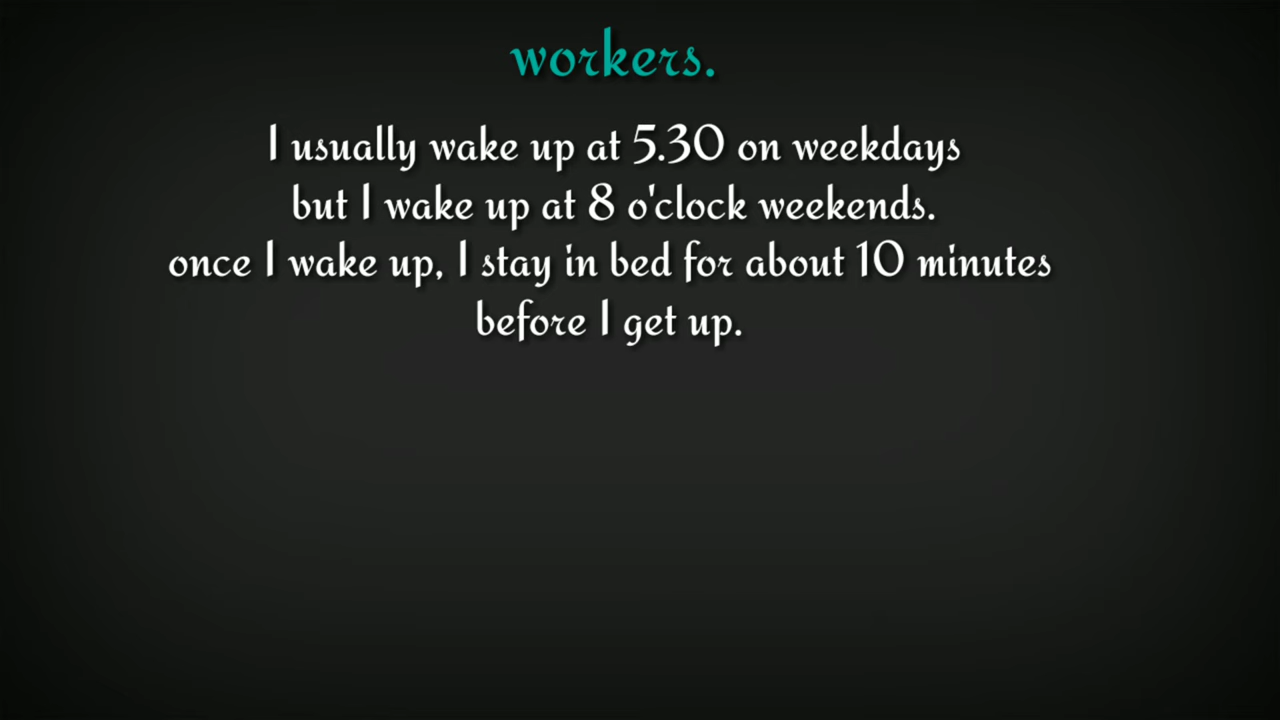 workers.
I usually wake up at 5.30 on weekdays
but I wake up at 8 o'clock weekends.
once I wake up, I stay in bed for about 10 minutes
before I get up.